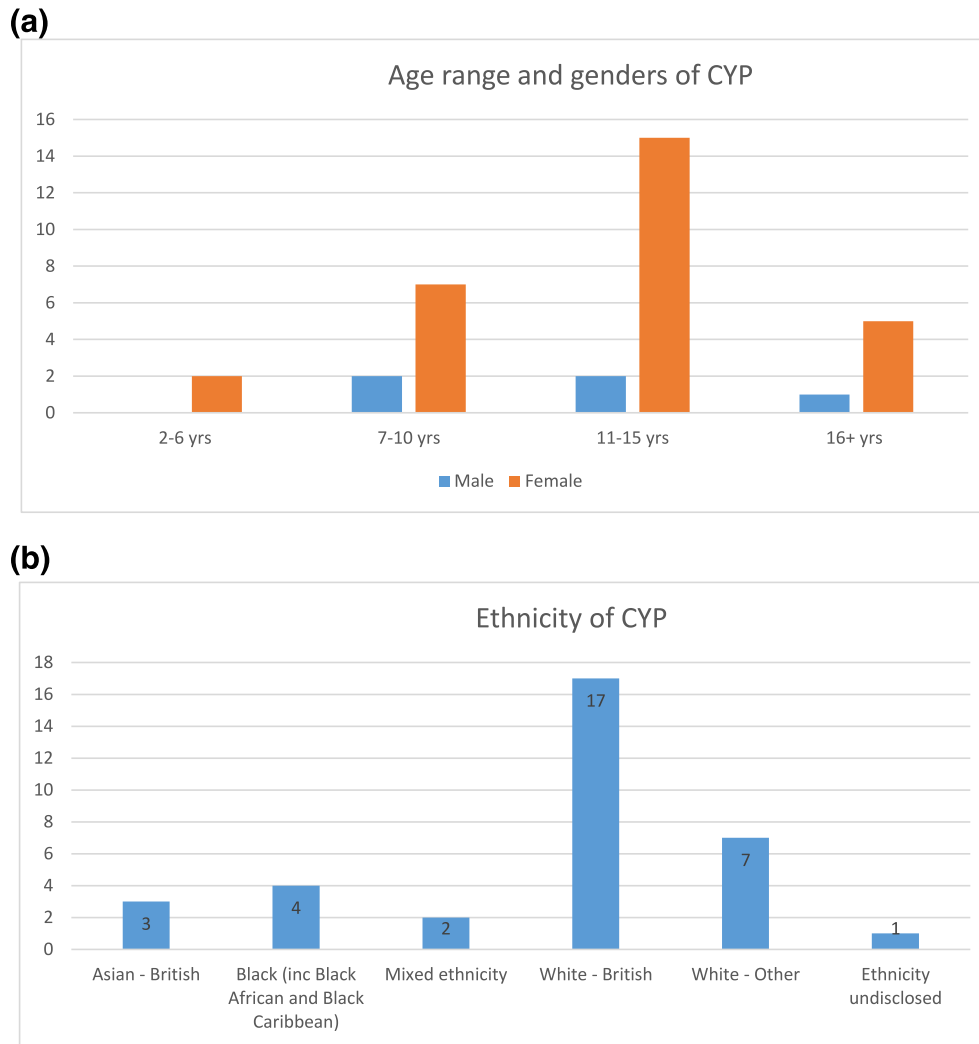 (a)
Age range and genders of CYP
16
14
12
10
8
6
4
2
0
2-6 yrs 7-10 yrs 11-15 yrs 16+ yrs
Male Female
(b)
Ethnicity of CYP
18
16
14
12
10
8
6
4
2
0
3 4 2 17 7 1
Asian - British Black (inc Black Mixed ethnicity White - British White - Other Ethnicity
African and Black undisclosed
Caribbean)